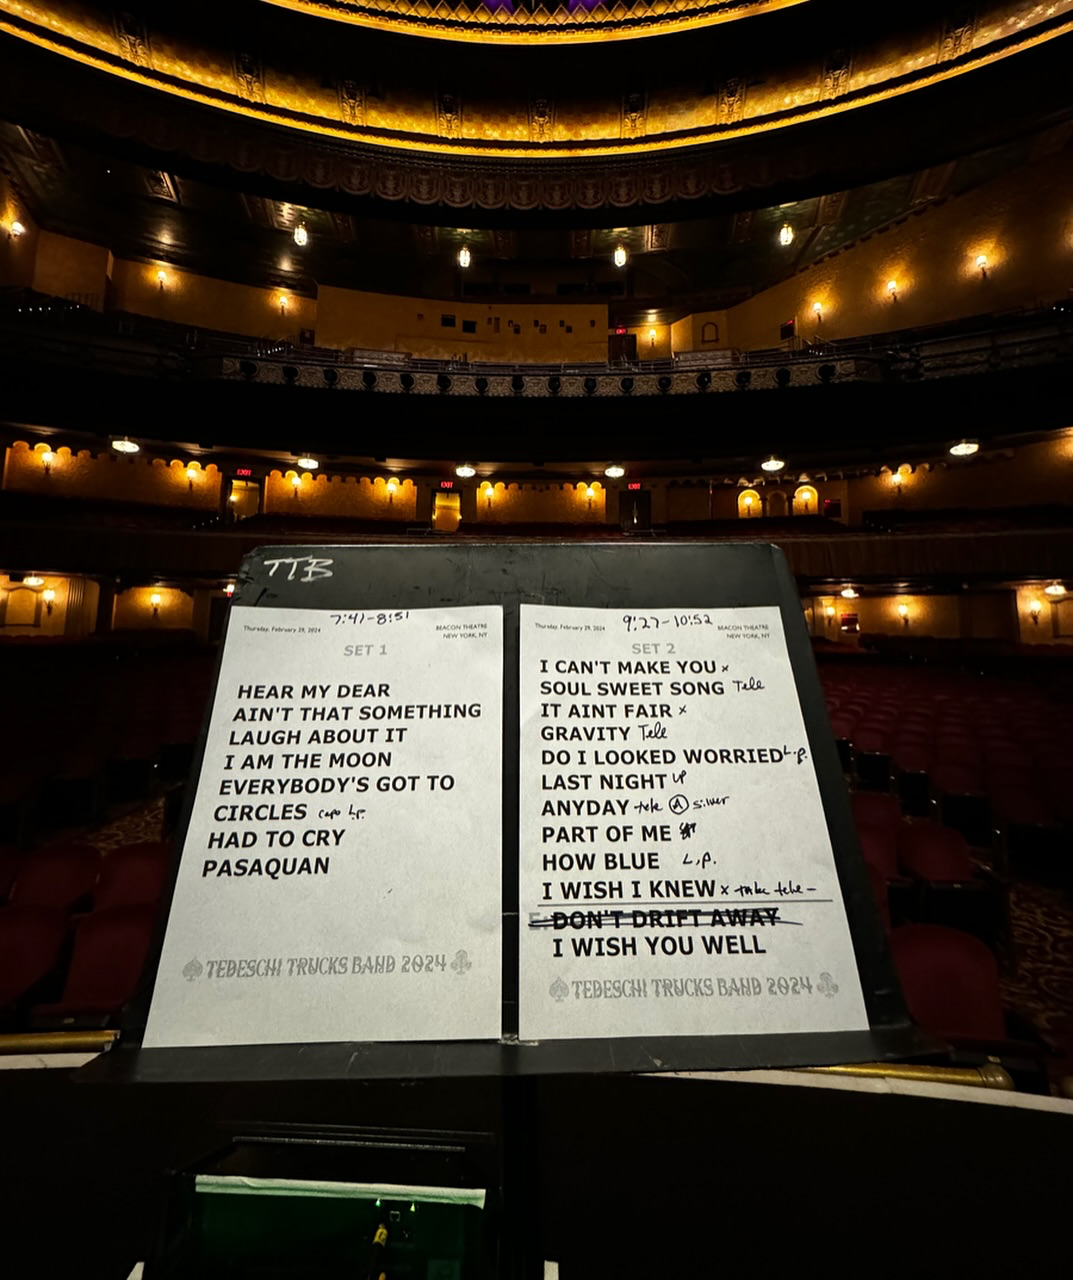 EXIT
EXIT
EXIT
EXIT
TTB
7:41-8:51
Thursday, February 29, 2024
BEACON THEATRE
NEW YORK, NY
SET 1
HEAR MY DEAR
AIN'T THAT SOMETHING
LAUGH ABOUT IT
I AM THE MOON
EVERYBODY'S GOT TO
CIRCLES capo L.P.
HAD TO CRY
PASAQUAN
TEDESCHI TRUCKS BAND 2024
9:27-10:52
Thursday, February 29, 2024
BEACON THEATRE
NEW YORK, NY
SET 2
I CAN'T MAKE YOU x
SOUL SWEET SONG Tele
IT AINT FAIR x
GRAVITY Tele
DO I LOOKED WORRIED L.P.
LAST NIGHT LP
ANYDAY tele A silver
PART OF ME
HOW BLUE L.P.
I WISH I KNEW x take tele -
E: DON'T DRIFT AWAY
I WISH YOU WELL
TEDESCHI TRUCKS BAND 2024